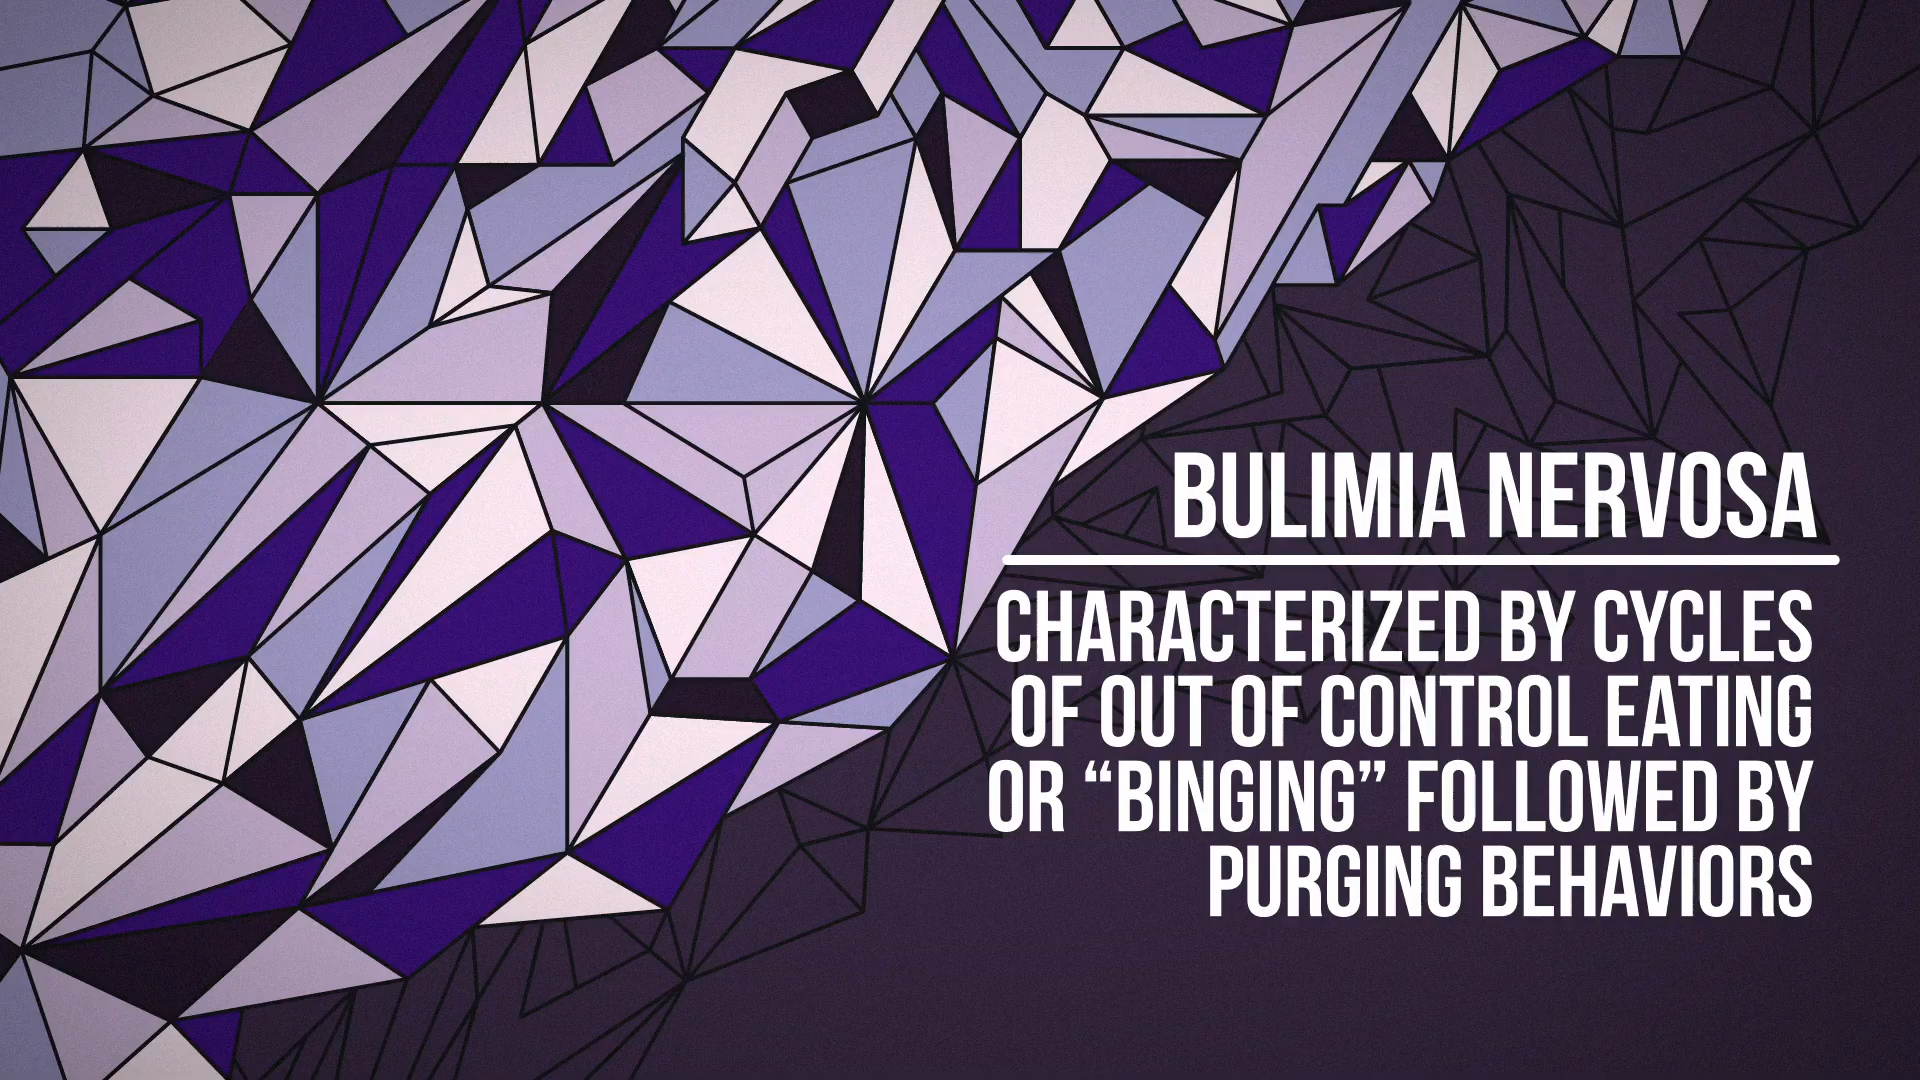 BULIMIA NERVOSA
CHARACTERIZED BY CYCLES
OF OUT OF CONTROL EATING
OR “BINGING” FOLLOWED BY
PURGING BEHAVIORS